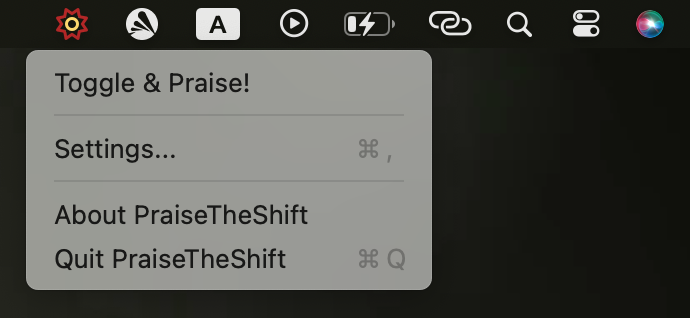 A
Toggle & Praise!
Settings... ⌘ ,
About PraiseTheShift
Quit PraiseTheShift ⌘ Q